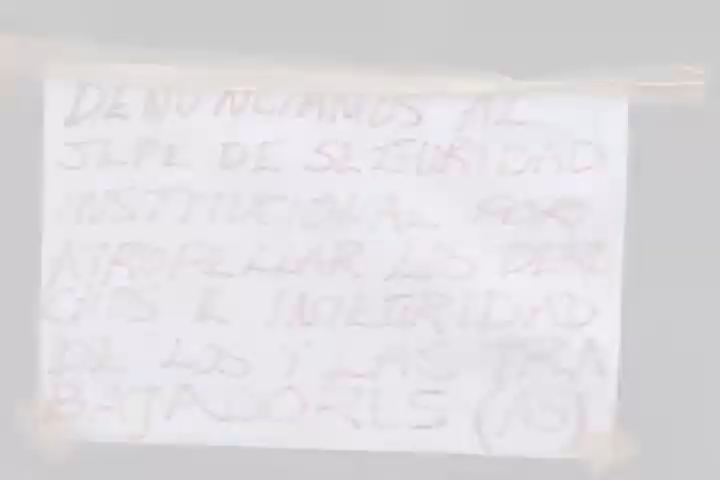 DENUNCIAMOS AL
JEFE DE SEGURIDAD
INSTITUCIONAL POR
ATROPELLAR LOS DERE
CHOS E INTEGRIDAD
DE LOS Y LAS TRA
BAJADORES (AS)